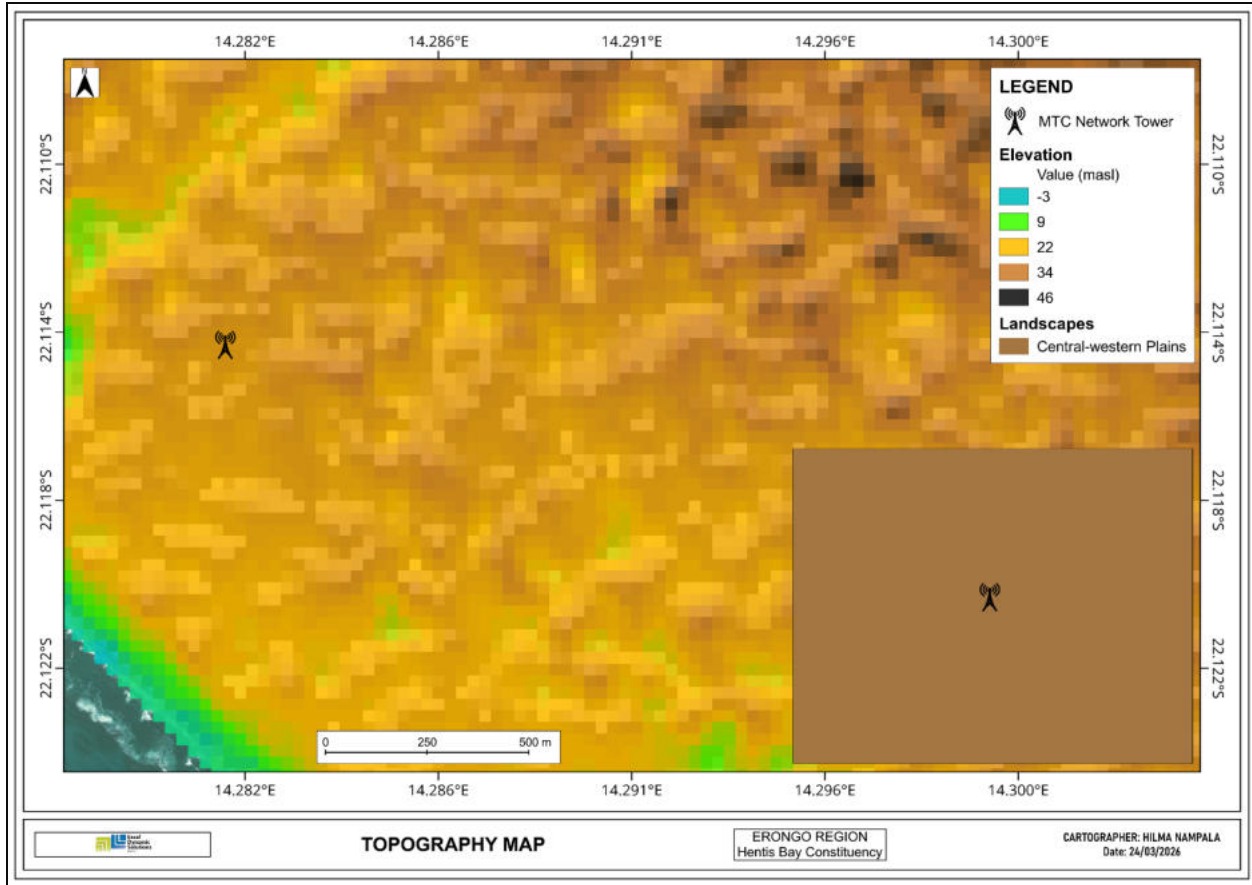 14.282°E 14.286°E 14.291°E 14.296°E 14.300°E
22.110°S 22.110°S
22.114°S 22.114°S
22.118°S 22.118°S
22.122°S 22.122°S
LEGEND
MTC Network Tower
Elevation
Value (masl)
-3
9
22
34
46
Landscapes
Central-western Plains
0 250 500 m
14.282°E 14.286°E 14.291°E 14.296°E 14.300°E
Excel
Dynamic
Solutions
TOPOGRAPHY MAP
ERONGO REGION
Hentis Bay Constituency
CARTOGRAPHER: HILMA NAMPALA
Date: 24/03/2026